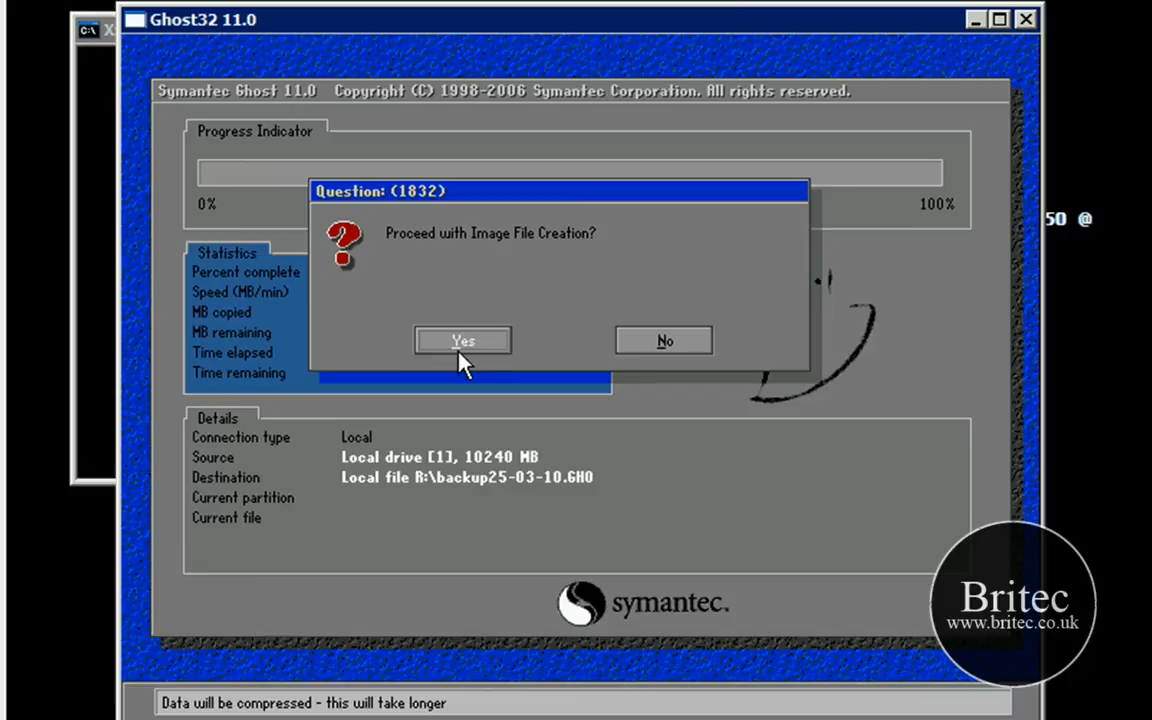 Ghost32 11.0
Symantec Ghost 11.0 Copyright (C) 1998-2006 Symantec Corporation. All rights reserved.
Progress Indicator
0%
100%
Question: (1832)
Proceed with Image File Creation?
Yes
No
50 @
Statistics
Percent complete
Speed (MB/min)
MB copied
MB remaining
Time elapsed
Time remaining
Details
Connection type Local
Source Local drive [1], 10240 MB
Destination Local file R:\backup25-03-10.GHO
Current partition
Current file
symantec.
Britec
www.britec.co.uk
Data will be compressed - this will take longer